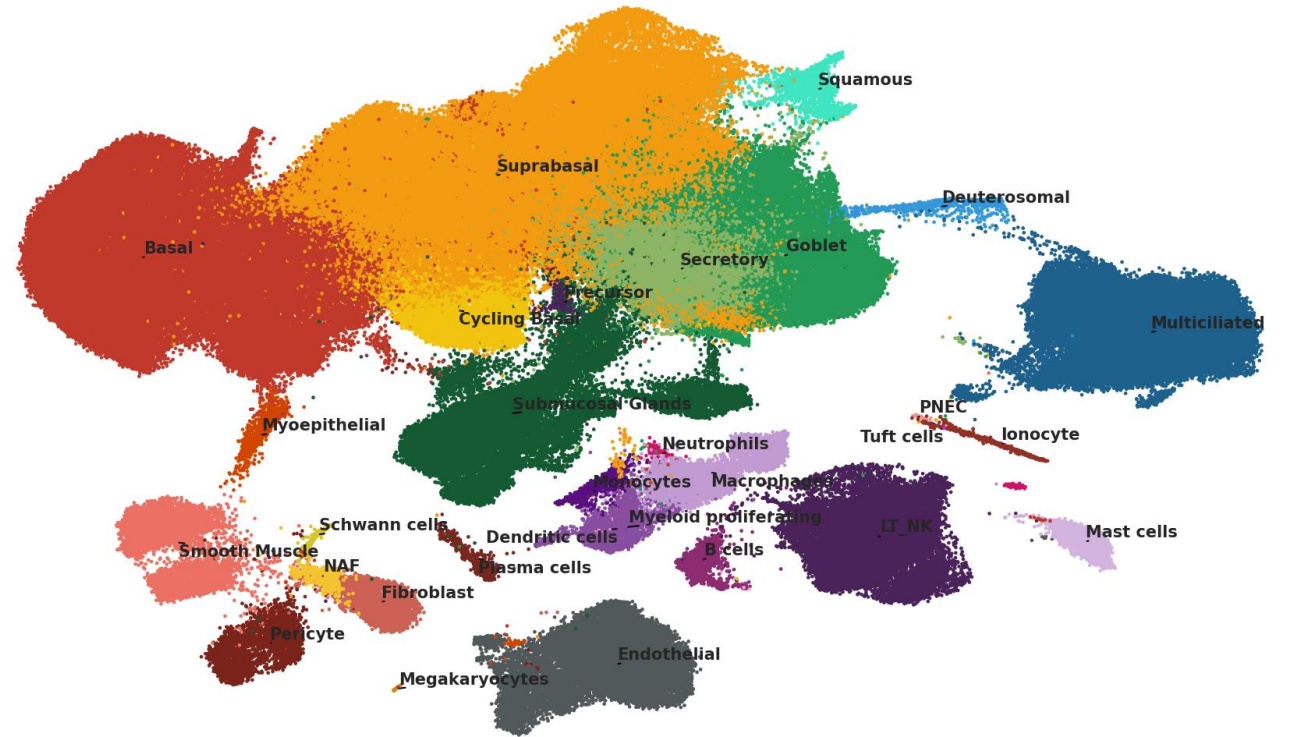 Squamous
Suprabasal
Deuterosomal
Basal
Goblet
Secretory
Precursor
Cycling Basal
Multiciliated
Submucosal Glands
PNEC
Myoepithelial
Tuft cells
Ionocyte
Neutrophils
Monocytes
Macrophages
Schwann cells
Myeloid proliferating
LT_NK
Mast cells
Dendritic cells
Smooth Muscle
B cells
NAF
Plasma cells
Fibroblast
Pericyte
Endothelial
Megakaryocytes